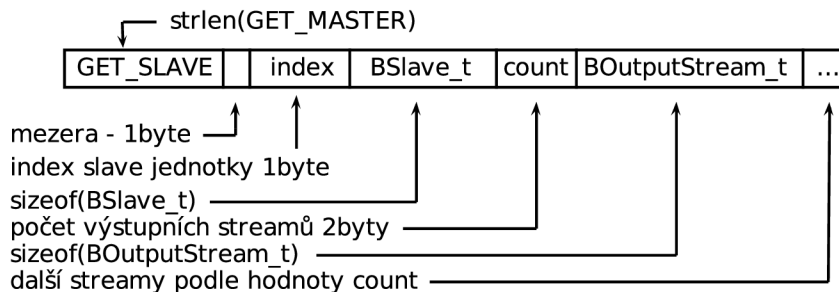 strlen(GET_MASTER)
GET_SLAVE index BSlave_t count BOutputStream_t ...
mezera - 1byte
index slave jednotky 1byte
sizeof(BSlave_t)
počet výstupních streamů 2byty
sizeof(BOutputStream_t)
další streamy podle hodnoty count